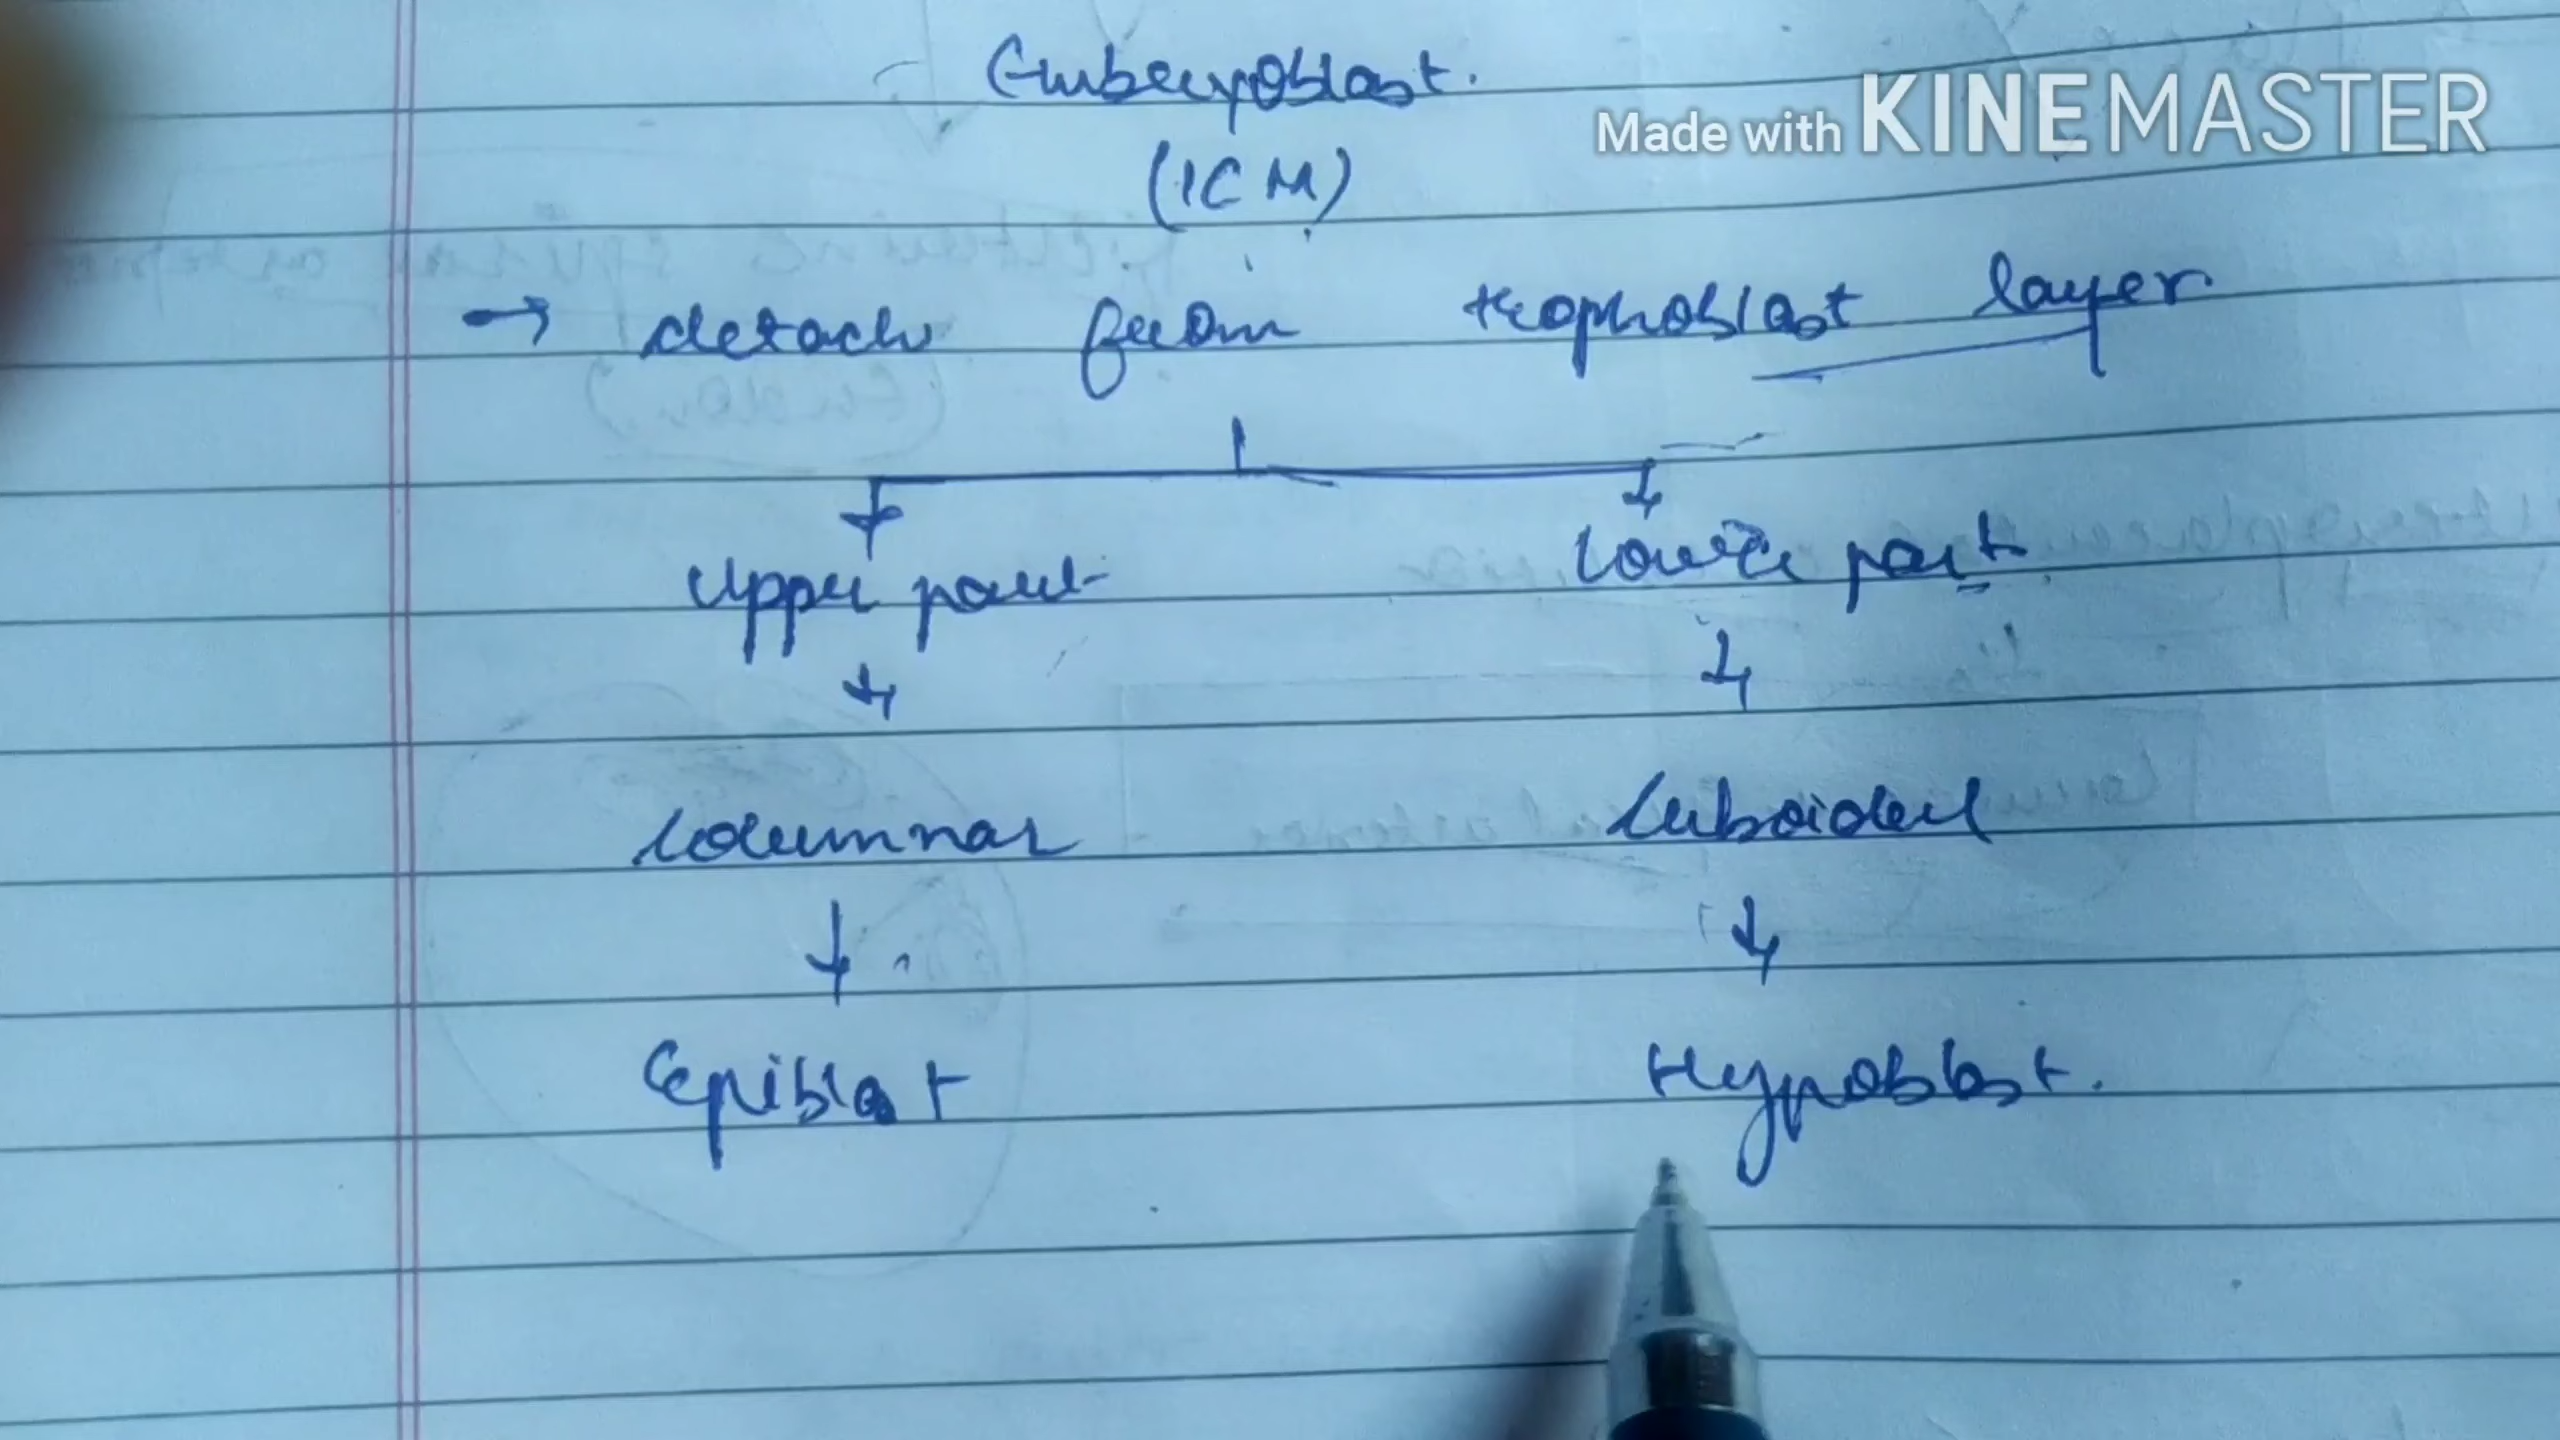 Embryoblast.
Made with KINEMASTER
(ICM)
→ detach from trophoblast layer
upper part lower part
columnar cuboidal
Epiblast Hypoblast.